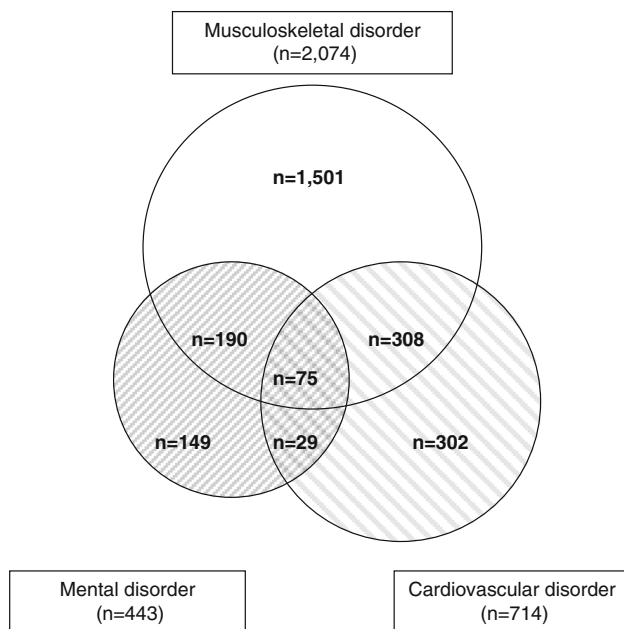 Musculoskeletal disorder
(n=2,074)
n=1,501
n=190
n=308
n=75
n=149
n=29
n=302
Mental disorder
(n=443)
Cardiovascular disorder
(n=714)